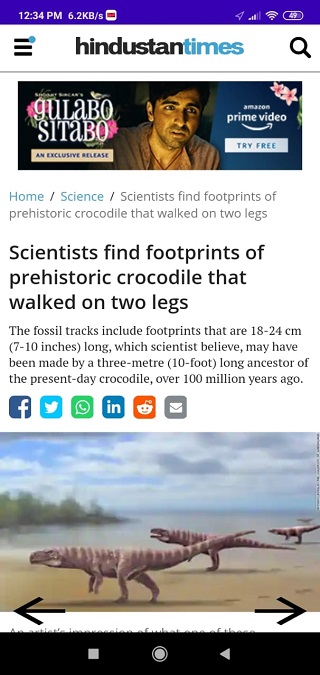 12:34 PM 6.2KB/s
49
hindustantimes
SHOOJIT SIRCAR'S
GULABO
SITABO
AN EXCLUSIVE RELEASE
amazon
prime video
TRY FREE
Home / Science / Scientists find footprints of
prehistoric crocodile that walked on two legs
Scientists find footprints of
prehistoric crocodile that
walked on two legs
The fossil tracks include footprints that are 18-24 cm
(7-10 inches) long, which scientist believe, may have
been made by a three-metre (10-foot) long ancestor of
the present-day crocodile, over 100 million years ago.
An artist's impression of what one of these